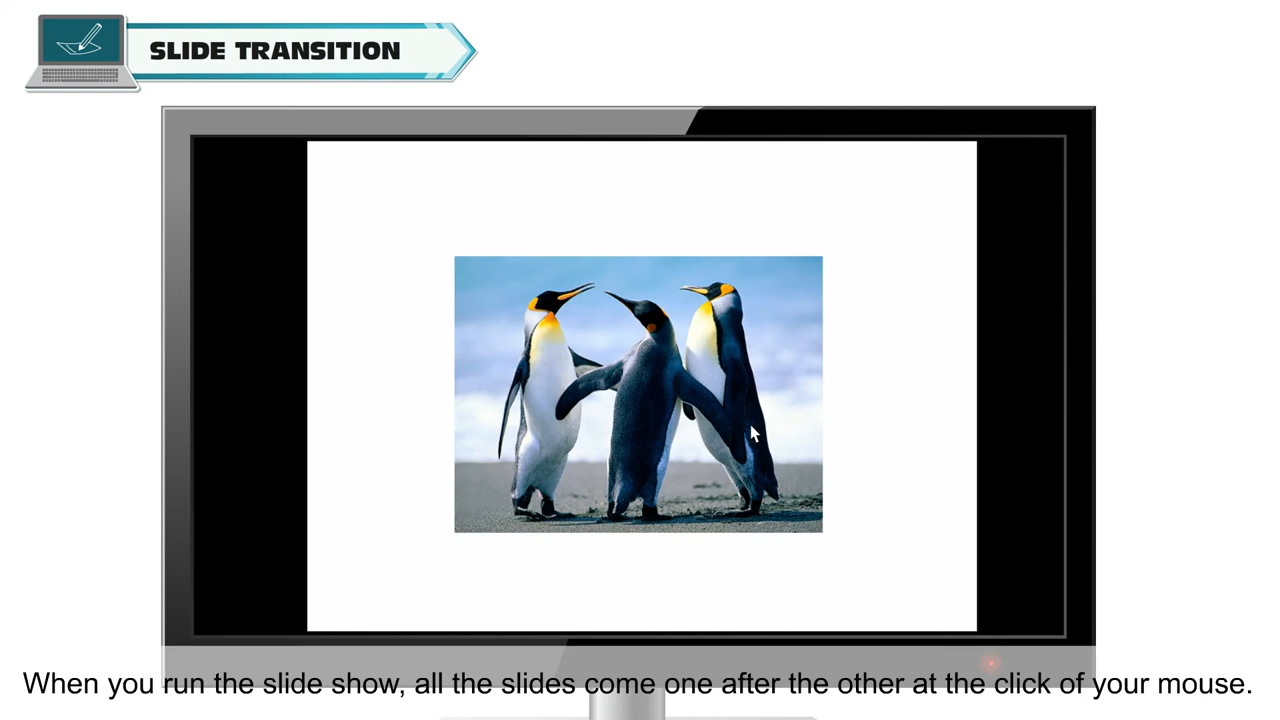 SLIDE TRANSITION
When you run the slide show, all the slides come one after the other at the click of your mouse.